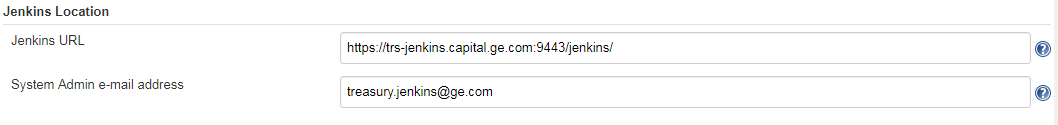 Jenkins Location
Jenkins URL https://trs-jenkins.capital.ge.com:9443/jenkins/ ?
System Admin e-mail address treasury.jenkins@ge.com ?